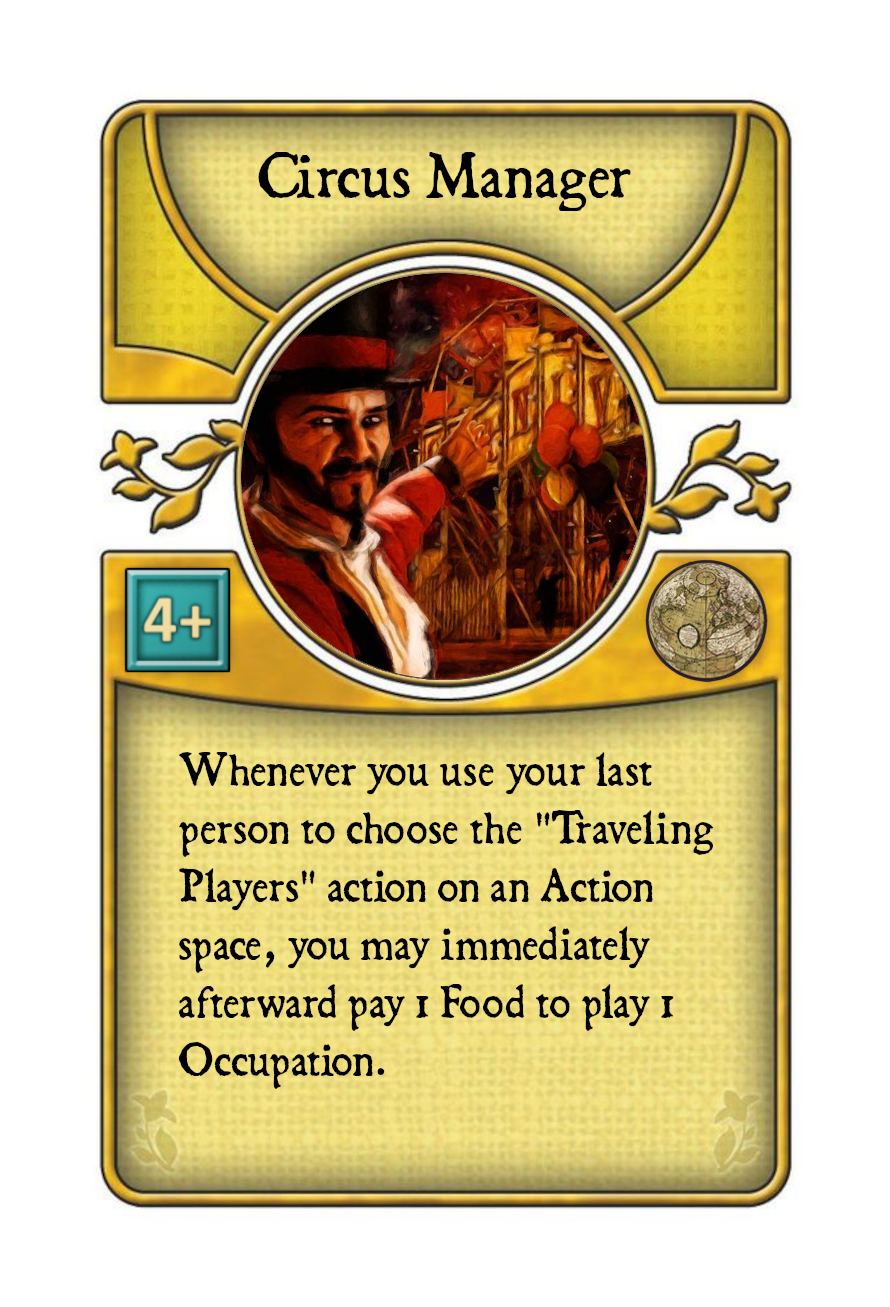 Circus Manager
4+
Whenever you use your last
person to choose the "Traveling
Players" action on an Action
space, you may immediately
afterward pay 1 Food to play 1
Occupation.